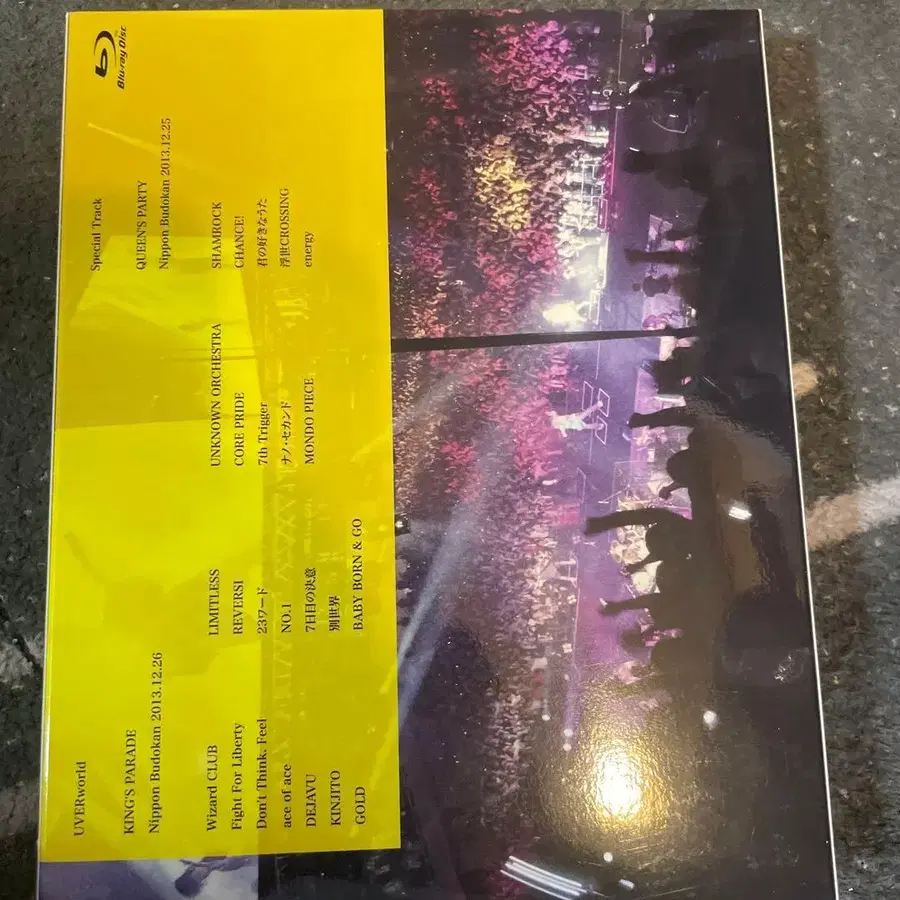 UVERworld
KING'S PARADE
Nippon Budokan 2013.12.26
Wizard CLUB
Fight For Liberty
Don't Think. Feel
ace of ace
DEJAVU
KINJITO
GOLD
LIMITLESS
REVERSI
23ワード
NO.1
7日目の決意
別世界
BABY BORN & GO
UNKNOWN ORCHESTRA
CORE PRIDE
7th Trigger
ナノ・セカンド
MONDO PIECE
Special Track
QUEEN'S PARTY
Nippon Budokan 2013.12.25
SHAMROCK
CHANCE!
君の好きなうた
浮世CROSSING
energy
Blu-ray Disc